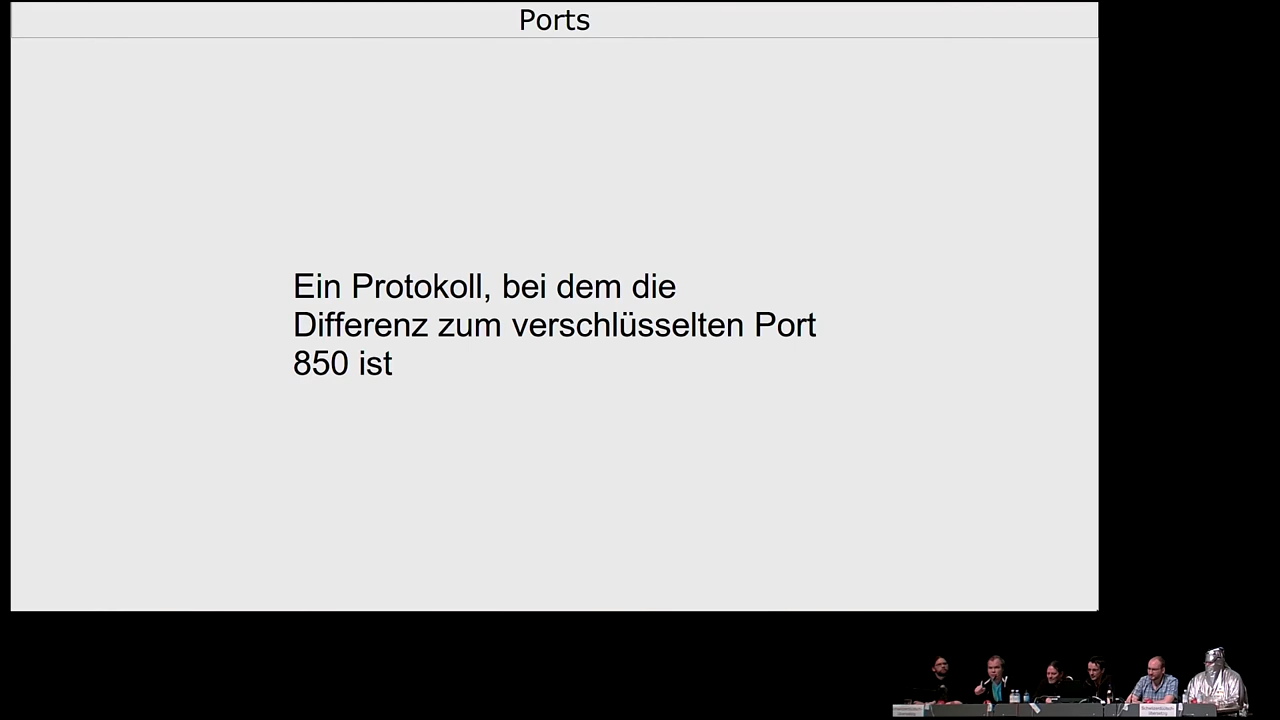 Ports
Ein Protokoll, bei dem die
Differenz zum verschlüsselten Port
850 ist